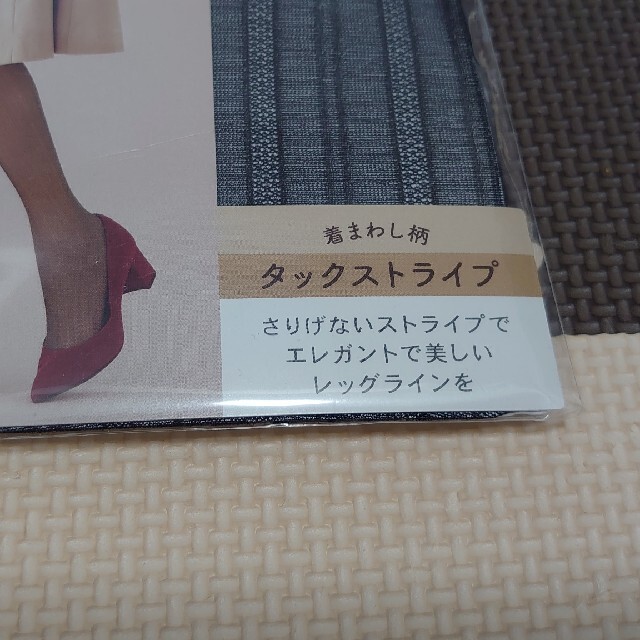 着まわし柄
タックストライプ
さりげないストライプで
エレガントで美しい
レッグラインを